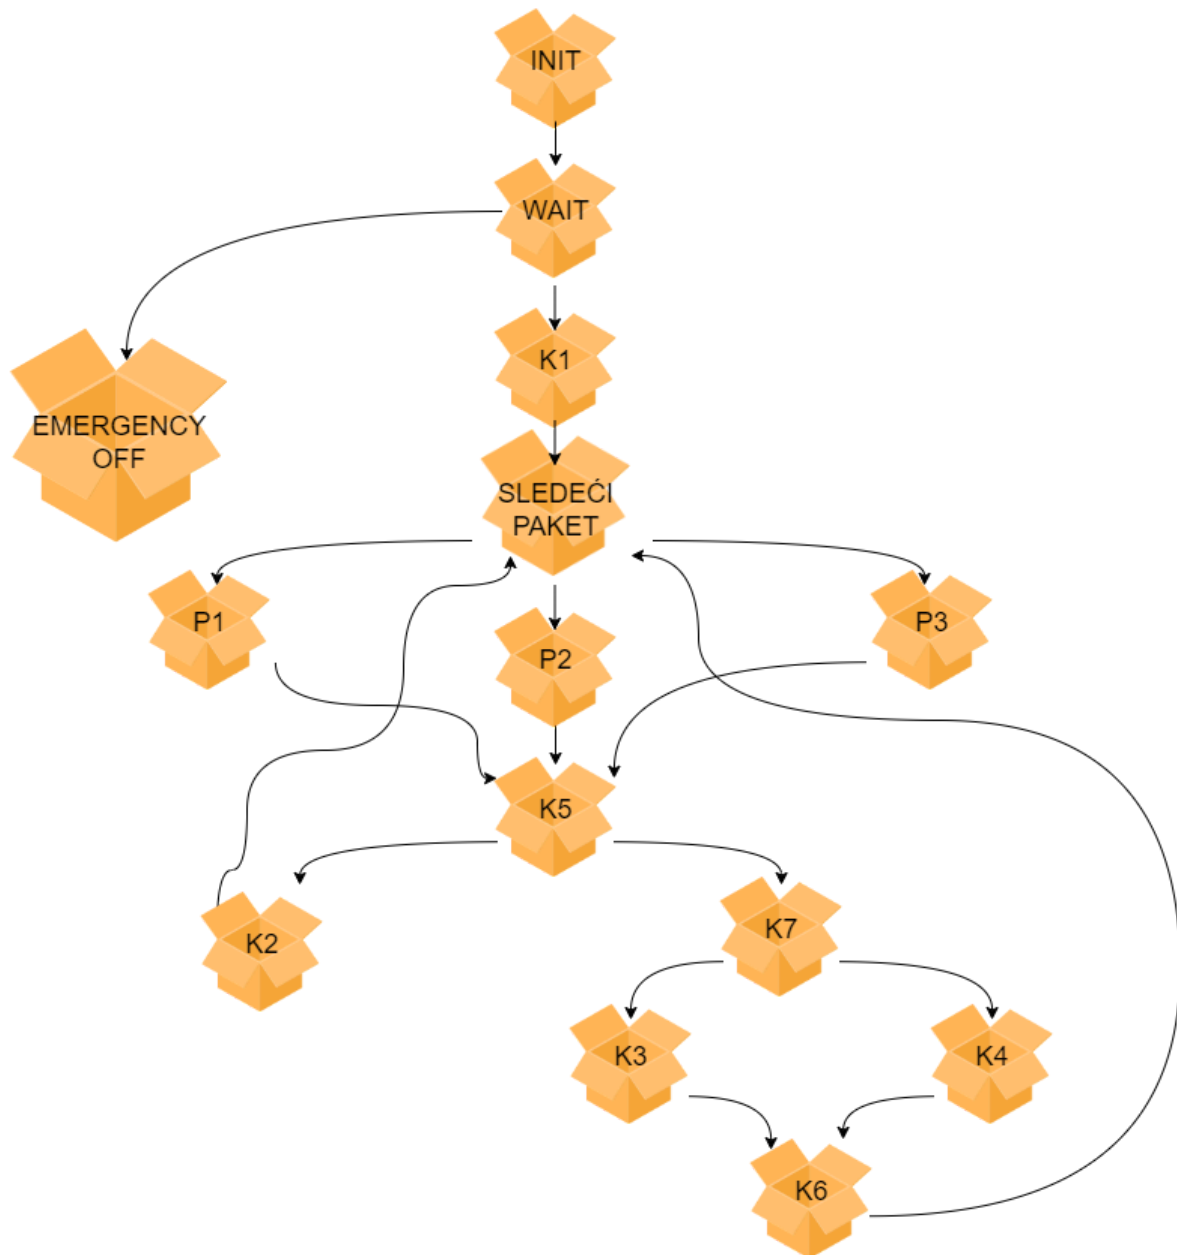 INIT
WAIT
K1
EMERGENCY
OFF
SLEDEĆI
PAKET
P1
P2
P3
K5
K2
K7
K3
K4
K6